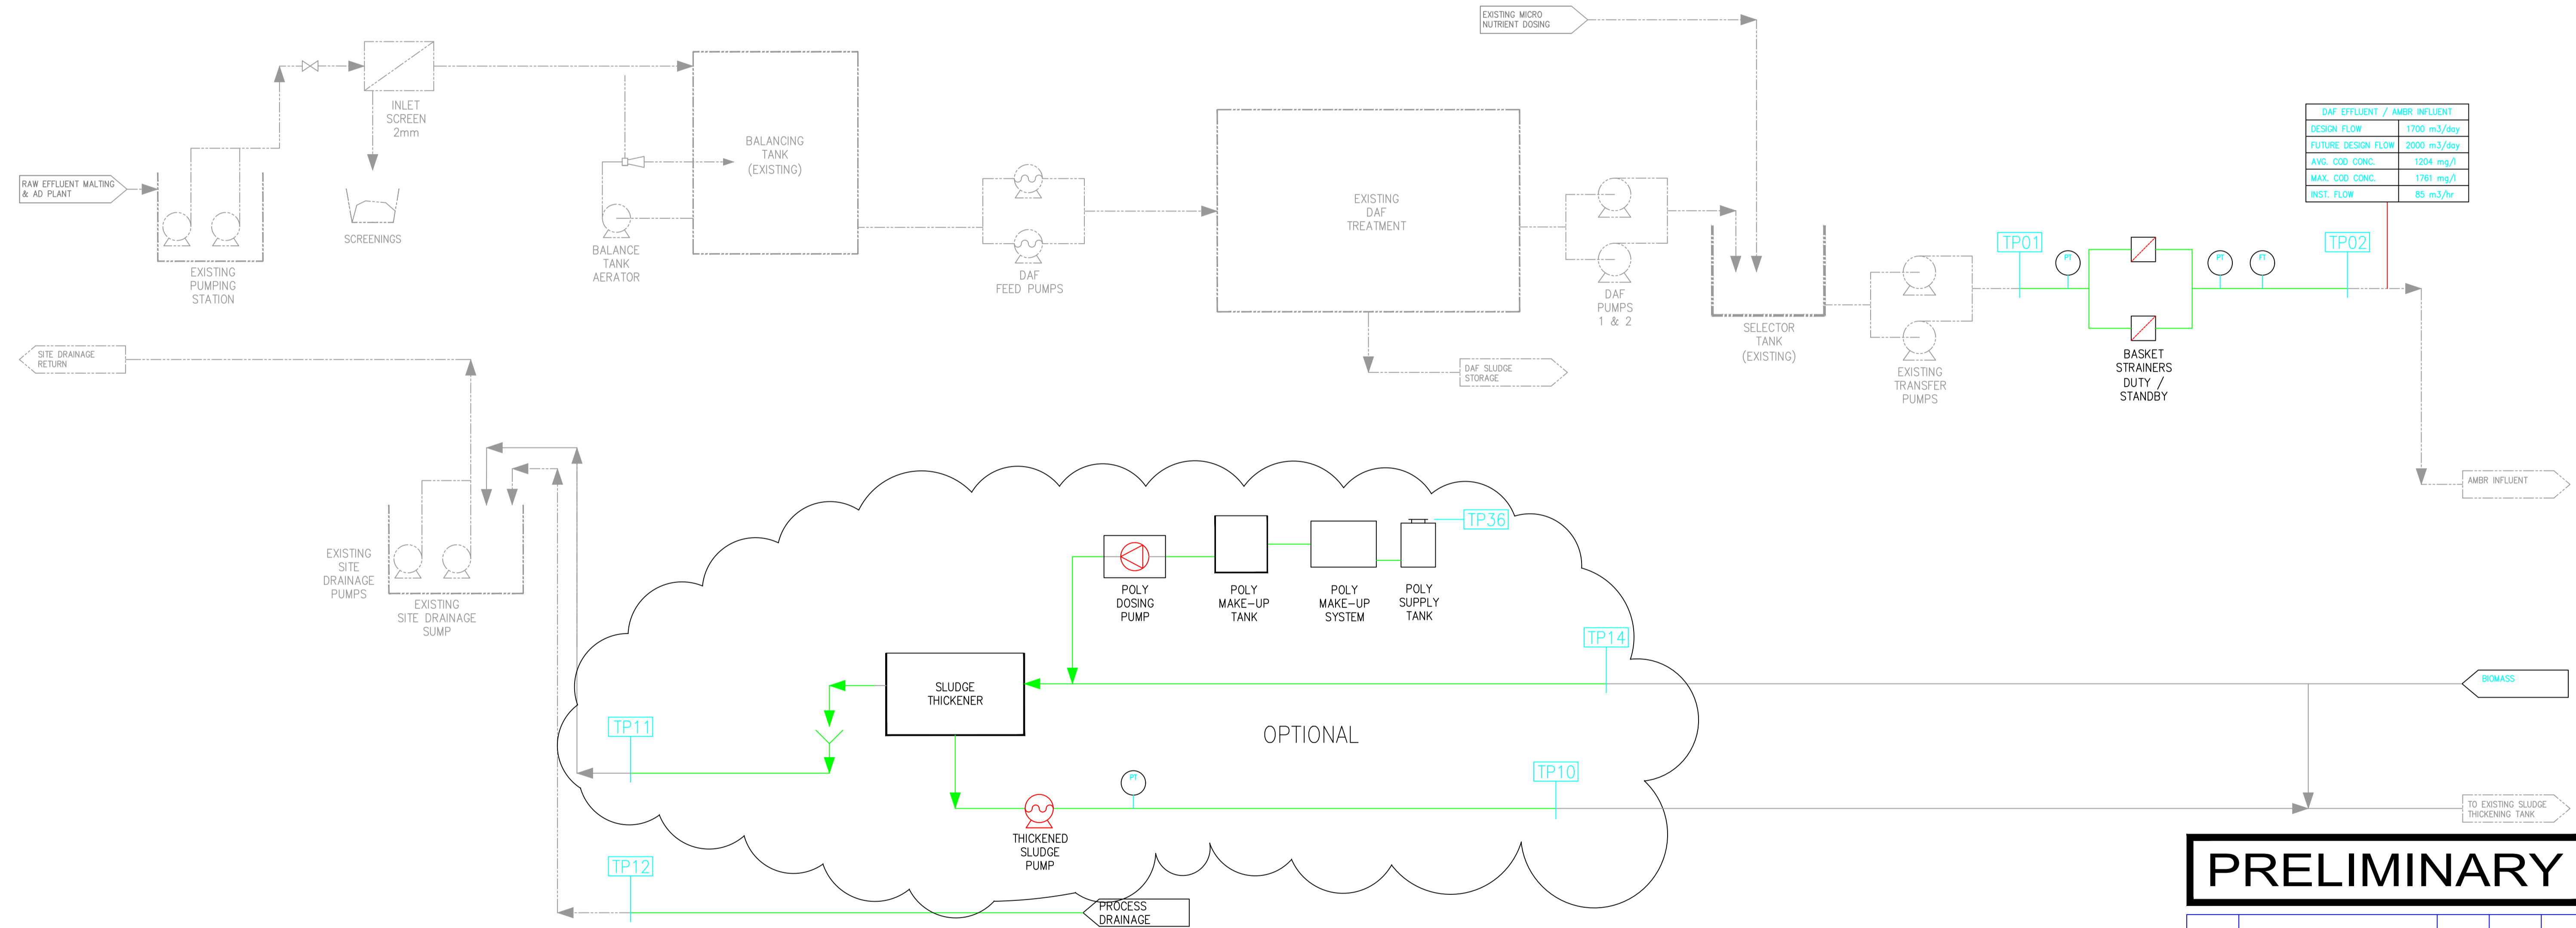 EXISTING MICRO
NUTRIENT DOSING
INLET
SCREEN
2mm
RAW EFFLUENT MALTING
& AD PLANT
SCREENINGS
EXISTING
PUMPING
STATION
BALANCE
TANK
AERATOR
BALANCING
TANK
(EXISTING)
DAF
FEED PUMPS
EXISTING
DAF
TREATMENT
DAF
PUMPS
1 & 2
SELECTOR
TANK
(EXISTING)
EXISTING
TRANSFER
PUMPS
TP01
PT
BASKET
STRAINERS
DUTY /
STANDBY
PT
FT
TP02
DAF EFFLUENT / AMBR INFLUENT
DESIGN FLOW 1700 m3/day
FUTURE DESIGN FLOW 2000 m3/day
AVG. COD CONC. 1204 mg/l
MAX. COD CONC. 1761 mg/l
INST. FLOW 85 m3/hr
SITE DRAINAGE
RETURN
DAF SLUDGE
STORAGE
AMBR INFLUENT
EXISTING
SITE
DRAINAGE
PUMPS
EXISTING
SITE DRAINAGE
SUMP
POLY
DOSING
PUMP
POLY
MAKE-UP
TANK
POLY
MAKE-UP
SYSTEM
POLY
SUPPLY
TANK
TP36
TP14
BIOMASS
SLUDGE
THICKENER
OPTIONAL
TP11
PT
TP10
THICKENED
SLUDGE
PUMP
TO EXISTING SLUDGE
THICKENING TANK
TP12
PROCESS
DRAINAGE
PRELIMINARY